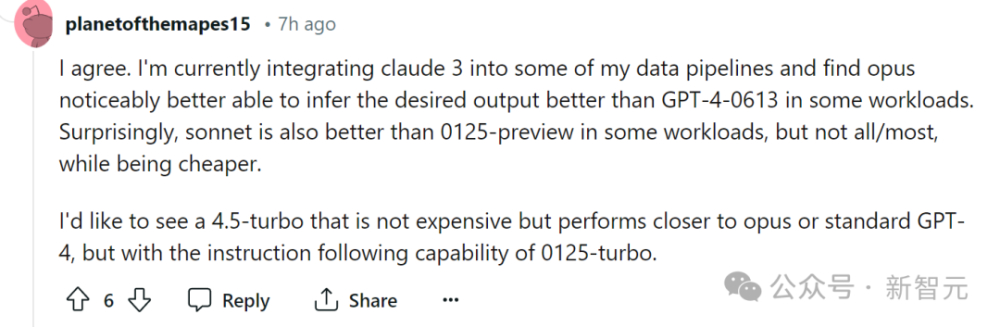 planetofthemapes15 • 7h ago
I agree. I'm currently integrating claude 3 into some of my data pipelines and find opus
noticeably better able to infer the desired output better than GPT-4-0613 in some workloads.
Surprisingly, sonnet is also better than 0125-preview in some workloads, but not all/most,
while being cheaper.
I'd like to see a 4.5-turbo that is not expensive but performs closer to opus or standard GPT-
4, but with the instruction following capability of 0125-turbo.
6 Reply Share ...
公众号 · 新智元